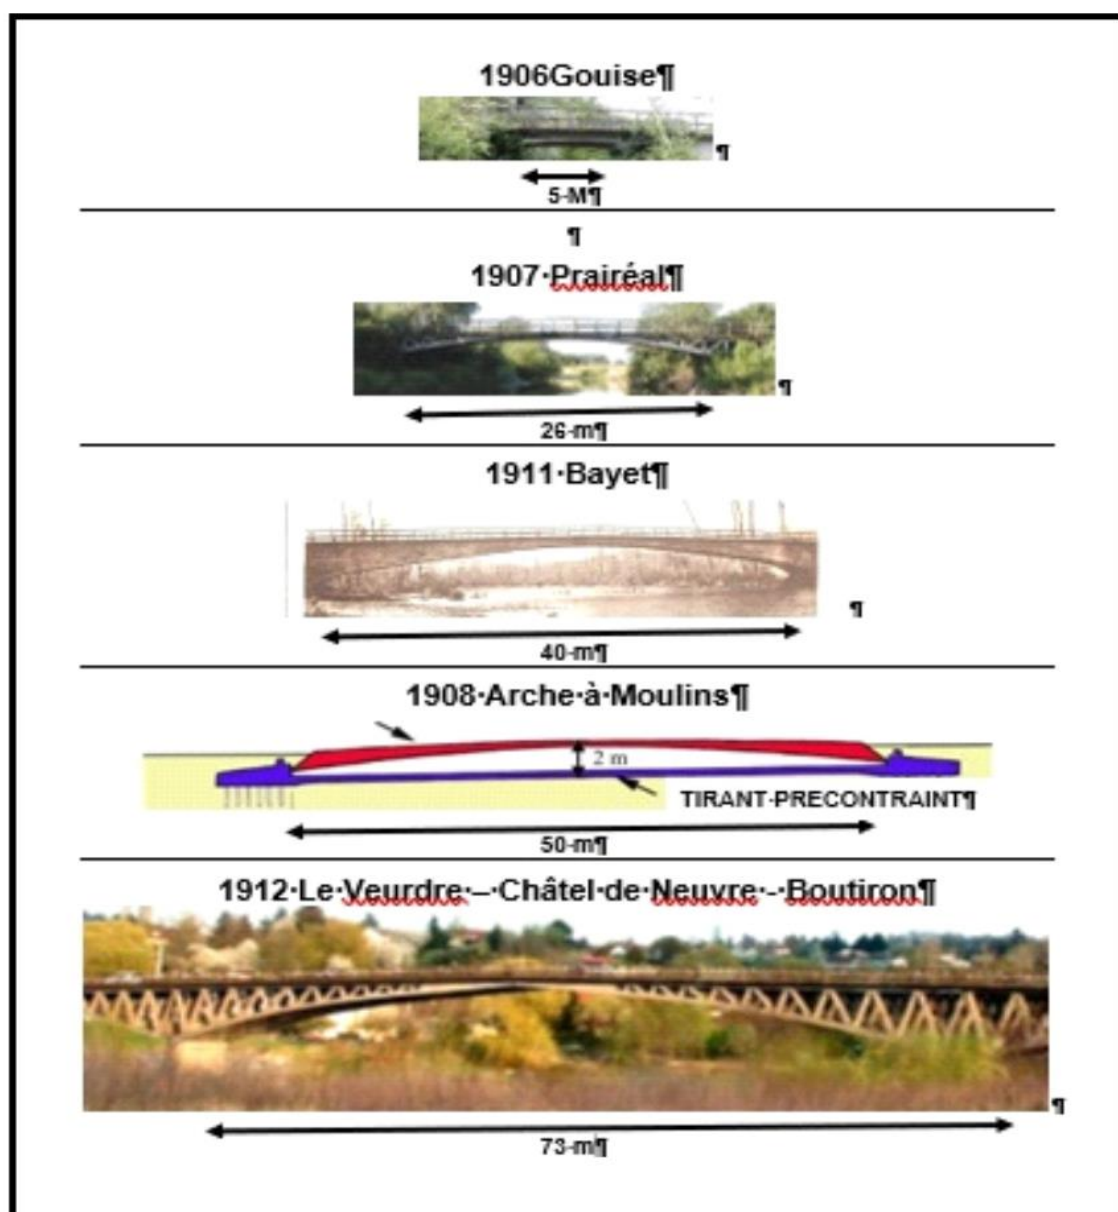 1906Gouise¶
¶
5-M¶
¶
1907·Prairéal¶
¶
26-m¶
1911·Bayet¶
¶
40-m¶
1908·Arche·à·Moulins¶
2 m
TIRANT·PRECONTRAINT¶
50-m¶
1912·Le·Veurdre·–·Châtel·de·Neuvre·-·Boutiron¶
¶
73-m¶